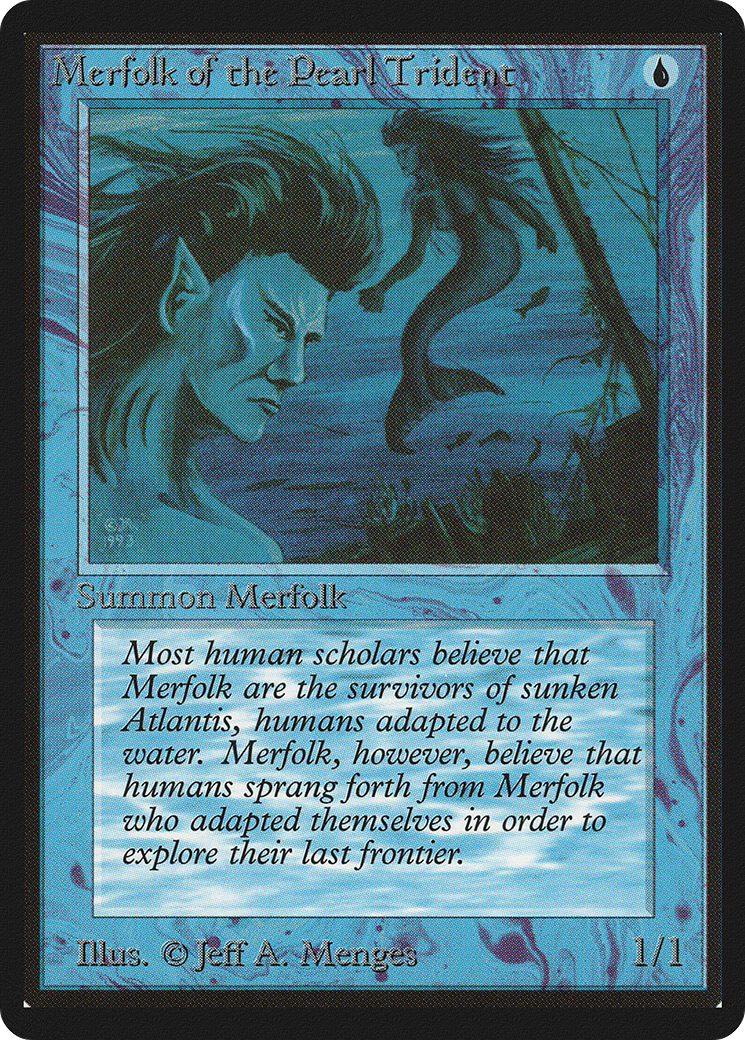 Merfolk of the Pearl Trident
©JM
1993
Summon Merfolk
Most human scholars believe that
Merfolk are the survivors of sunken
Atlantis, humans adapted to the
water. Merfolk, however, believe that
humans sprang forth from Merfolk
who adapted themselves in order to
explore their last frontier.
Illus. © Jeff A. Menges 1/1